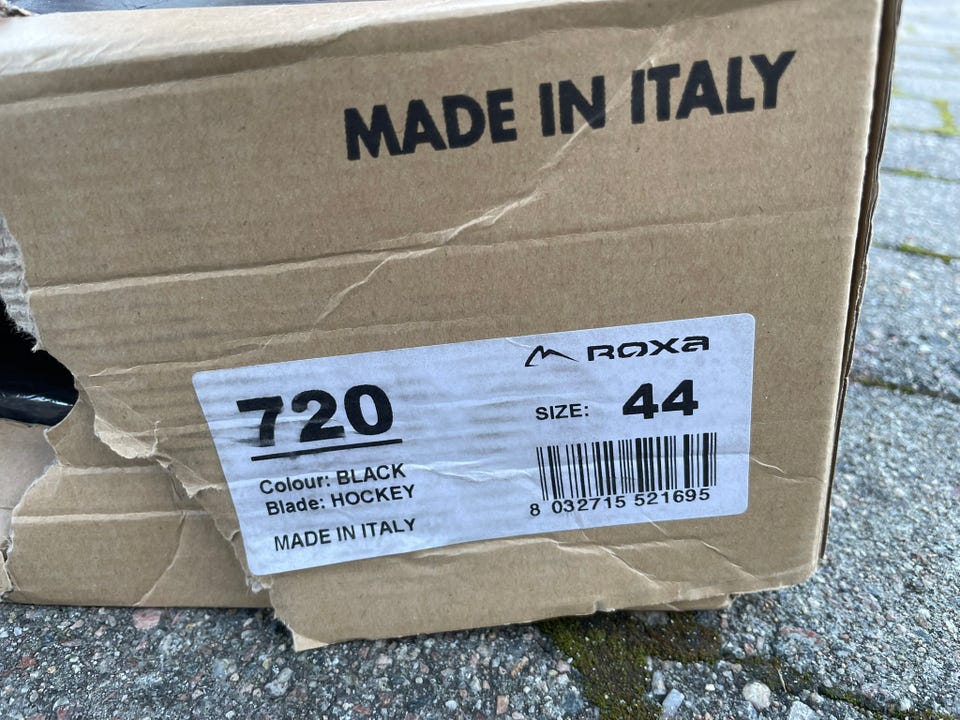 MADE IN ITALY
ROXA
720
SIZE: 44
Colour: BLACK
Blade: HOCKEY
8 032715 521695
MADE IN ITALY